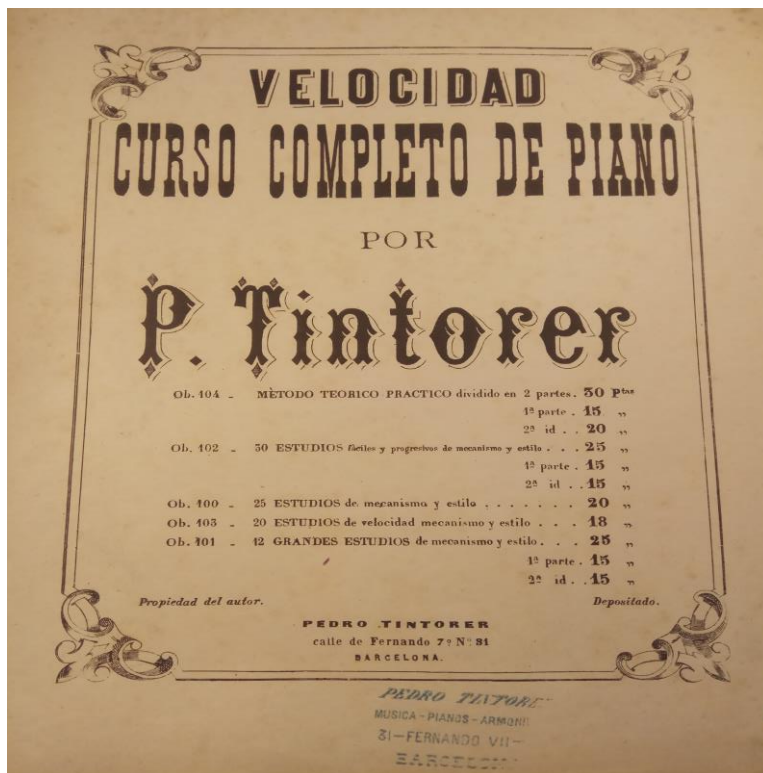 VELOCIDAD
CURSO COMPLETO DE PIANO
POR
P. Tintorer
Ob. 104 - MÈTODO TEORICO PRACTICO dividido en 2 partes . 30 Ptas
1ª parte . 15 „
2ª id . . 20 „
Ob. 102 - 30 ESTUDIOS fáciles y progresivos de mecanismo y estilo . . . 25 „
1ª parte . 15 „
2ª id . . 15 „
Ob. 100 - 25 ESTUDIOS de mecanismo y estilo . . . . . . . 20 „
Ob. 103 - 20 ESTUDIOS de velocidad mecanismo y estilo . . . 18 „
Ob. 101 - 12 GRANDES ESTUDIOS de mecanismo y estilo . . . 25 „
1ª parte . 15 „
2ª id . . 15 „
Propiedad del autor. Depositado.
PEDRO TINTORER
calle de Fernando 7º Nº 31
BARCELONA.
PEDRO TINTORE
MUSICA-PIANOS-ARMONI
31-FERNANDO VII-